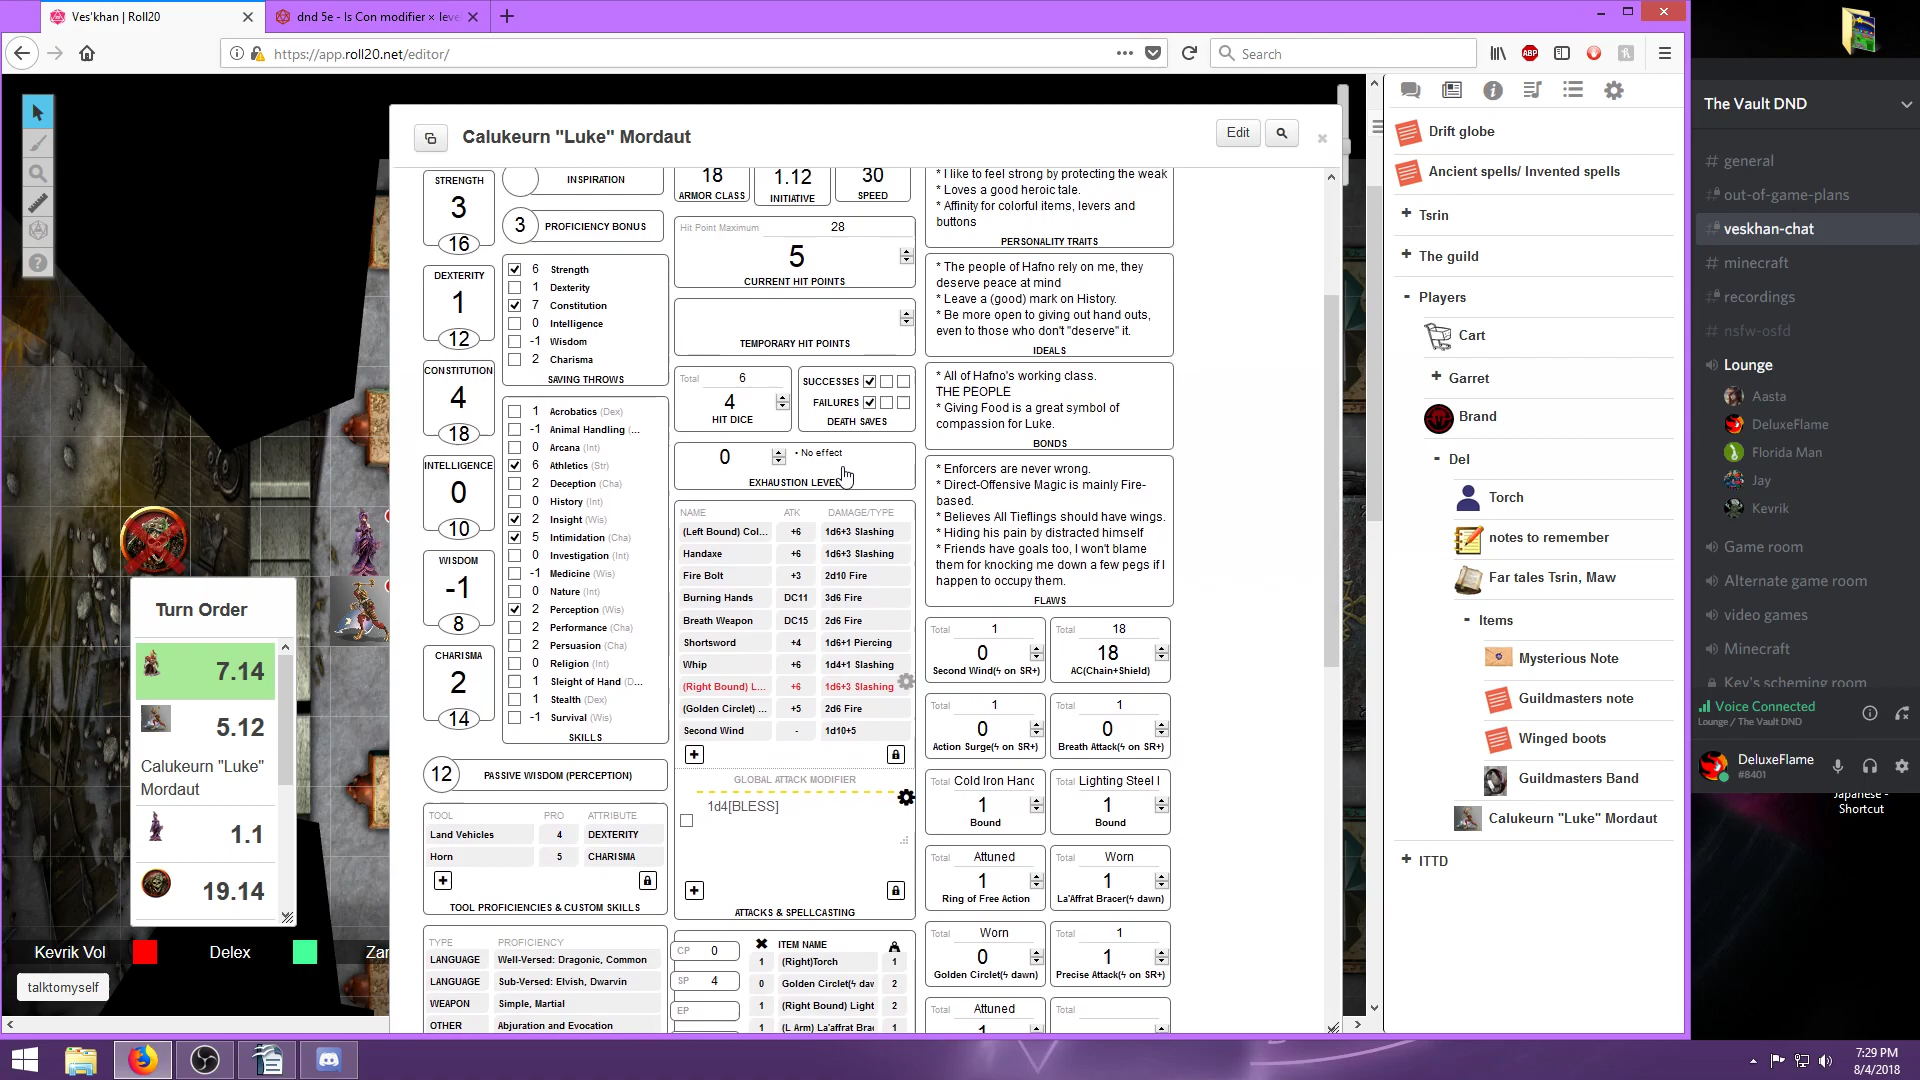 Ves'khan | Roll20
dnd 5e - Is Con modifier × leve
https://app.roll20.net/editor/
Search
Calukeurn "Luke" Mordaut
Edit
STRENGTH
3
16
DEXTERITY
1
12
CONSTITUTION
4
18
INTELLIGENCE
0
10
WISDOM
-1
8
CHARISMA
2
14
INSPIRATION
3 PROFICIENCY BONUS
6 Strength
1 Dexterity
7 Constitution
0 Intelligence
-1 Wisdom
2 Charisma
SAVING THROWS
1 Acrobatics (Dex)
-1 Animal Handling (...
0 Arcana (Int)
6 Athletics (Str)
2 Deception (Cha)
0 History (Int)
2 Insight (Wis)
5 Intimidation (Cha)
0 Investigation (Int)
-1 Medicine (Wis)
0 Nature (Int)
2 Perception (Wis)
2 Performance (Cha)
2 Persuasion (Cha)
0 Religion (Int)
1 Sleight of Hand (D...
1 Stealth (Dex)
-1 Survival (Wis)
SKILLS
12 PASSIVE WISDOM (PERCEPTION)
TOOL PRO ATTRIBUTE
Land Vehicles 4 DEXTERITY
Horn 5 CHARISMA
TOOL PROFICIENCIES & CUSTOM SKILLS
TYPE PROFICIENCY
LANGUAGE Well-Versed: Dragonic, Common
LANGUAGE Sub-Versed: Elvish, Dwarvin
WEAPON Simple, Martial
OTHER Abjuration and Evocation
18 1.12 30
ARMOR CLASS INITIATIVE SPEED
Hit Point Maximum 28
5
CURRENT HIT POINTS
TEMPORARY HIT POINTS
Total 6
4
HIT DICE
SUCCESSES
FAILURES
DEATH SAVES
0 • No effect
EXHAUSTION LEVEL
NAME ATK DAMAGE/TYPE
(Left Bound) Col... +6 1d6+3 Slashing
Handaxe +6 1d6+3 Slashing
Fire Bolt +3 2d10 Fire
Burning Hands DC11 3d6 Fire
Breath Weapon DC15 2d6 Fire
Shortsword +4 1d6+1 Piercing
Whip +6 1d4+1 Slashing
(Right Bound) L... +6 1d6+3 Slashing
(Golden Circlet) ... +5 2d6 Fire
Second Wind - 1d10+5
GLOBAL ATTACK MODIFIER
1d4[BLESS]
ATTACKS & SPELLCASTING
CP 0
SP 4
EP
ITEM NAME
1 (Right)Torch 1
0 Golden Circlet(ϟ daw 2
1 (Right Bound) Light 2
1 (L Arm) La'affrat Brac 1
* I like to feel strong by protecting the weak
* Loves a good heroic tale.
* Affinity for colorful items, levers and
buttons
PERSONALITY TRAITS
* The people of Hafno rely on me, they
deserve peace at mind
* Leave a (good) mark on History.
* Be more open to giving out hand outs,
even to those who don't "deserve" it.
IDEALS
* All of Hafno's working class.
THE PEOPLE
* Giving Food is a great symbol of
compassion for Luke.
BONDS
* Enforcers are never wrong.
* Direct-Offensive Magic is mainly Fire-
based.
* Believes All Tieflings should have wings.
* Hiding his pain by distracted himself
* Friends have goals too, I won't blame
them for knocking me down a few pegs if I
happen to occupy them.
FLAWS
Total 1
0
Second Wind(ϟ on SR+)
Total 18
18
AC(Chain+Shield)
Total 1
0
Action Surge(ϟ on SR+)
Total 1
0
Breath Attack(ϟ on SR+)
Cold Iron Hanc
1
Bound
Lighting Steel l
1
Bound
Total Attuned
1
Ring of Free Action
Total Worn
1
La'Affrat Bracer(ϟ dawn)
Total Worn
0
Golden Circlet(ϟ dawn)
Total 1
1
Precise Attack(ϟ on SR+)
Total Attuned
1
Total
Turn Order
7.14
5.12
Calukeurn "Luke"
Mordaut
1.1
19.14
Kevrik Vol
Delex
Zar
talktomyself
Drift globe
Ancient spells/ Invented spells
+ Tsrin
+ The guild
- Players
Cart
+ Garret
Brand
- Del
Torch
notes to remember
Far tales Tsrin, Maw
- Items
Mysterious Note
Guildmasters note
Winged boots
Guildmasters Band
Calukeurn "Luke" Mordaut
+ ITTD
The Vault DND
# general
# out-of-game-plans
# veskhan-chat
# minecraft
# recordings
# nsfw-osfd
Lounge
Aasta
DeluxeFlame
Florida Man
Jay
Kevrik
Game room
Alternate game room
video games
Minecraft
Kev's scheming room
Voice Connected
Lounge / The Vault DND
DeluxeFlame
#8401
Japanese -
Shortcut
7:29 PM
8/4/2018